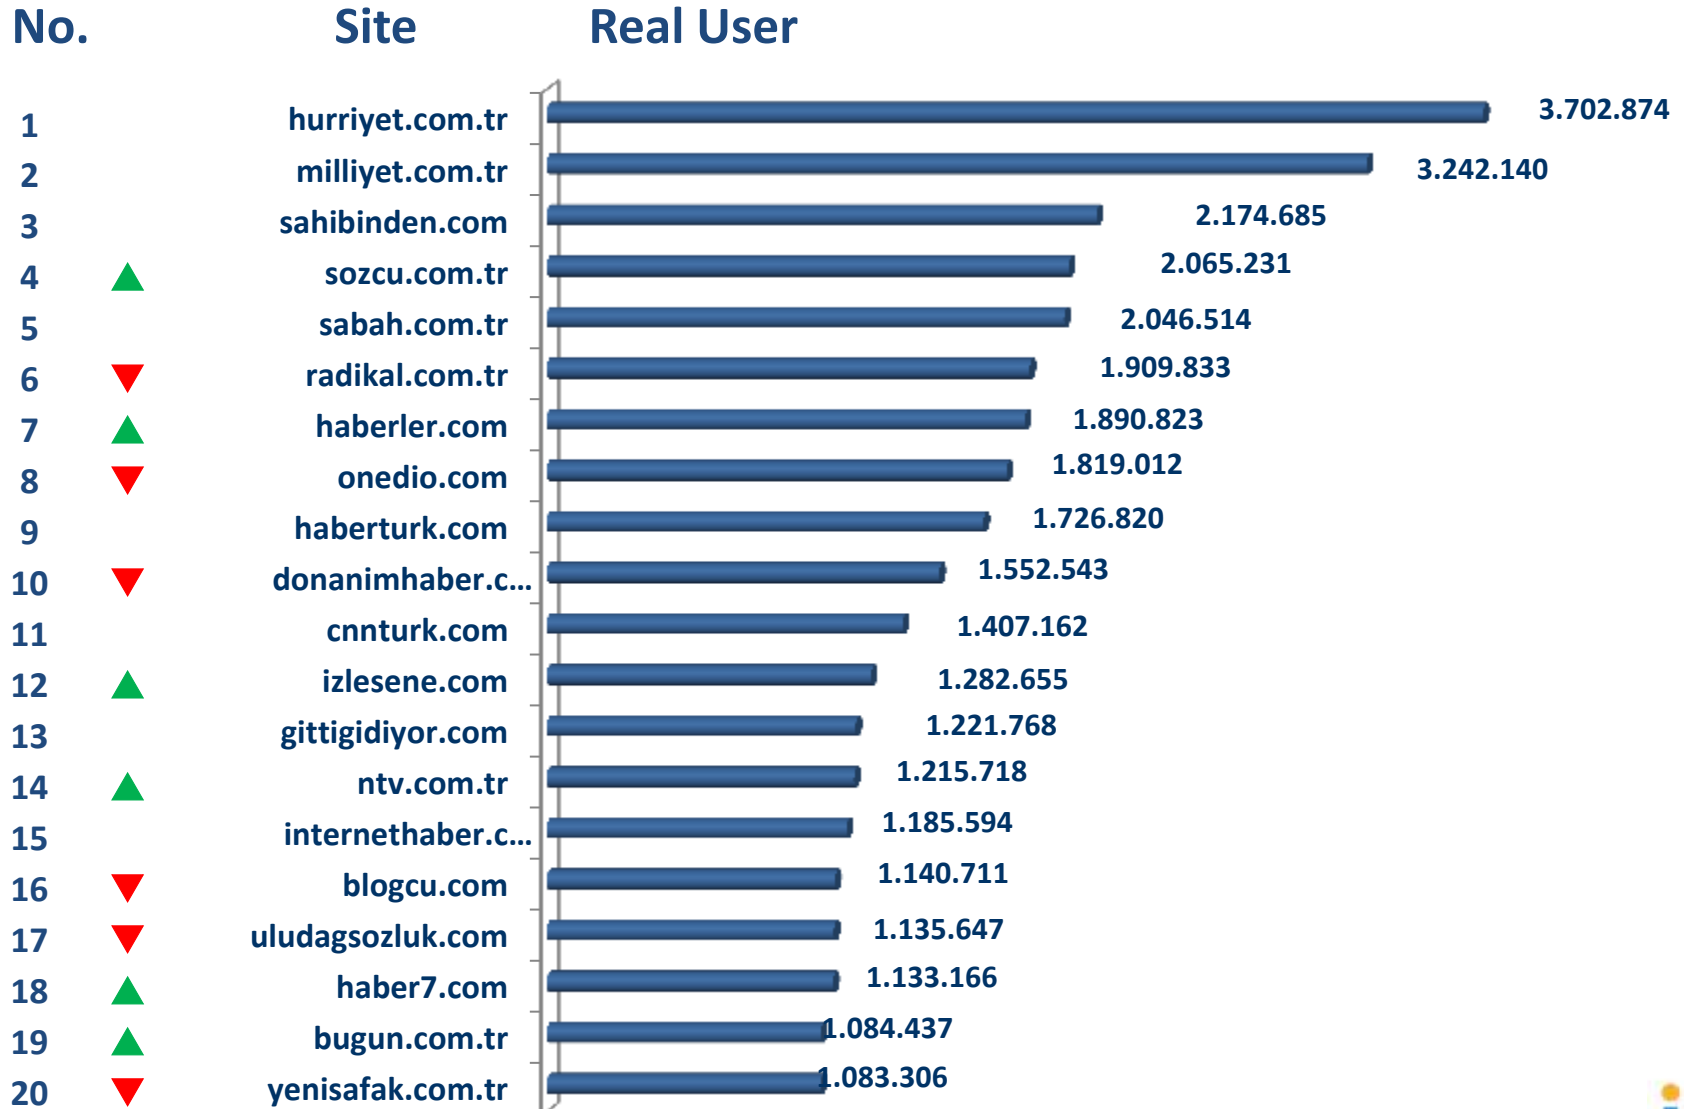 No. Site Real User
1 hurriyet.com.tr 3.702.874
2 milliyet.com.tr 3.242.140
3 sahibinden.com 2.174.685
4 sozcu.com.tr 2.065.231
5 sabah.com.tr 2.046.514
6 radikal.com.tr 1.909.833
7 haberler.com 1.890.823
8 onedio.com 1.819.012
9 haberturk.com 1.726.820
10 donanimhaber.c... 1.552.543
11 cnnturk.com 1.407.162
12 izlesene.com 1.282.655
13 gittigidiyor.com 1.221.768
14 ntv.com.tr 1.215.718
15 internethaber.c... 1.185.594
16 blogcu.com 1.140.711
17 uludagsozluk.com 1.135.647
18 haber7.com 1.133.166
19 bugun.com.tr 1.084.437
20 yenisafak.com.tr 1.083.306